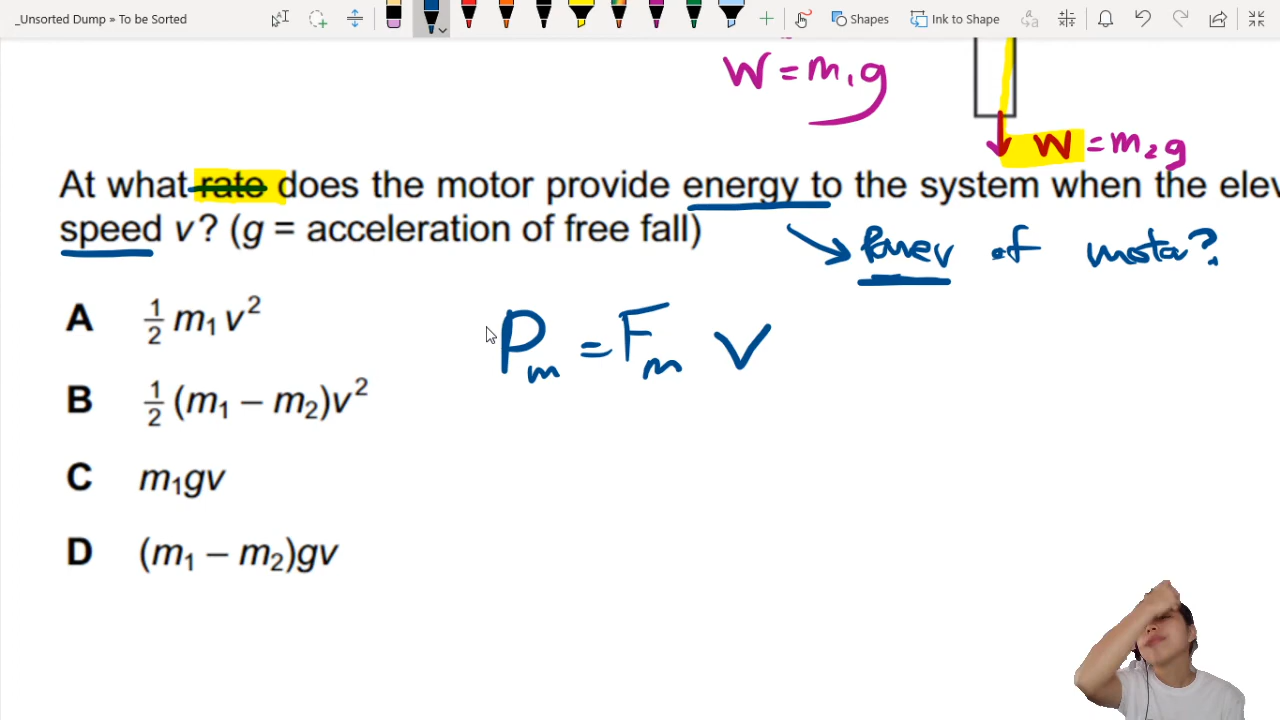 _Unsorted Dump » To be Sorted
Shapes
Ink to Shape
W = m₁g
W = m₂g
At what rate does the motor provide energy to the system when the elev
speed v? (g = acceleration of free fall)
Power of motor?
A ½ m₁v²
Pm = Fm v
B ½ (m₁ – m₂)v²
C m₁gv
D (m₁ – m₂)gv